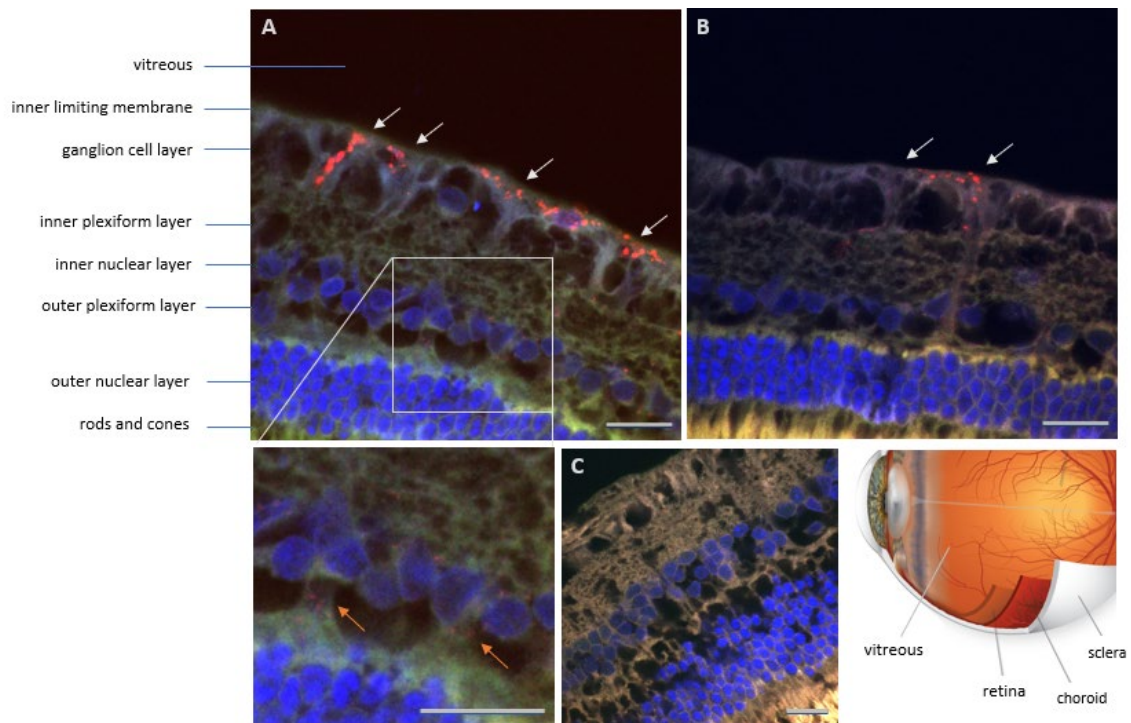 A
B
vitreous
inner limiting membrane
ganglion cell layer
inner plexiform layer
inner nuclear layer
outer plexiform layer
outer nuclear layer
rods and cones
C
vitreous
sclera
retina
choroid